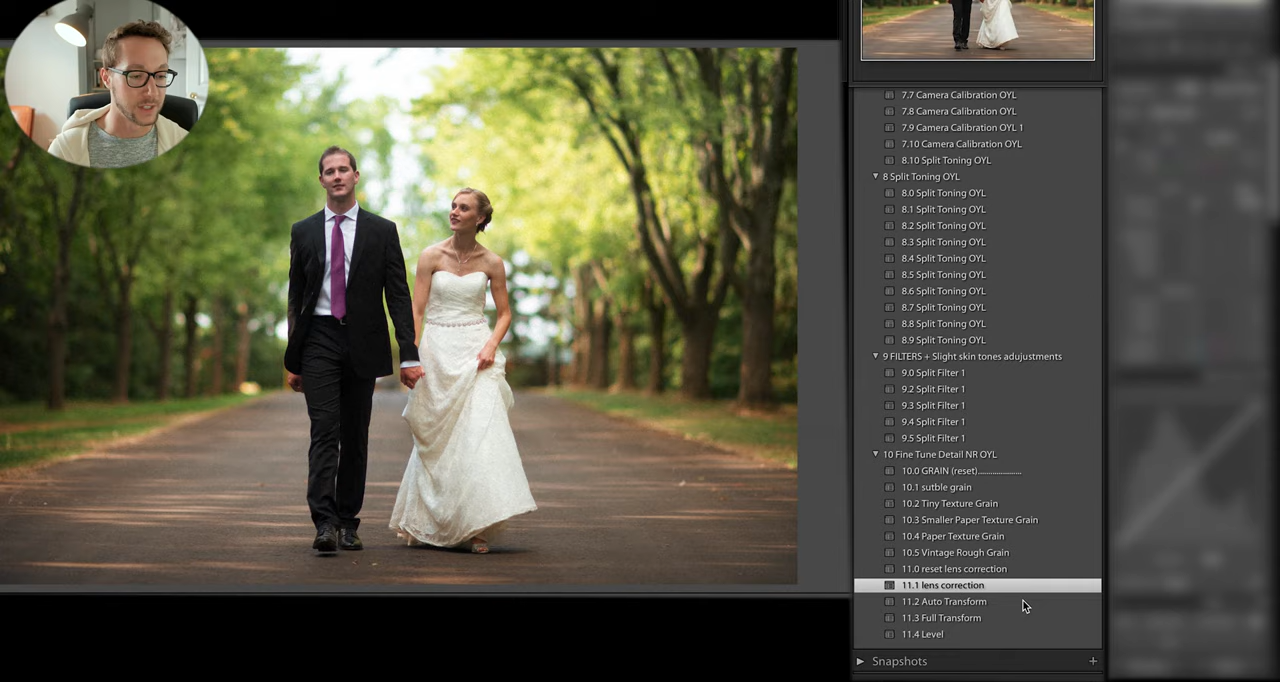 7.7 Camera Calibration OYL
7.8 Camera Calibration OYL
7.9 Camera Calibration OYL 1
7.10 Camera Calibration OYL
8.10 Split Toning OYL
8 Split Toning OYL
8.0 Split Toning OYL
8.1 Split Toning OYL
8.2 Split Toning OYL
8.3 Split Toning OYL
8.4 Split Toning OYL
8.5 Split Toning OYL
8.6 Split Toning OYL
8.7 Split Toning OYL
8.8 Split Toning OYL
8.9 Split Toning OYL
9 FILTERS + Slight skin tones adujustments
9.0 Split Filter 1
9.2 Split Filter 1
9.3 Split Filter 1
9.4 Split Filter 1
9.5 Split Filter 1
10 Fine Tune Detail NR OYL
10.0 GRAIN (reset)......................
10.1 sutble grain
10.2 Tiny Texture Grain
10.3 Smaller Paper Texture Grain
10.4 Paper Texture Grain
10.5 Vintage Rough Grain
11.0 reset lens correction
11.1 lens correction
11.2 Auto Transform
11.3 Full Transform
11.4 Level
Snapshots +